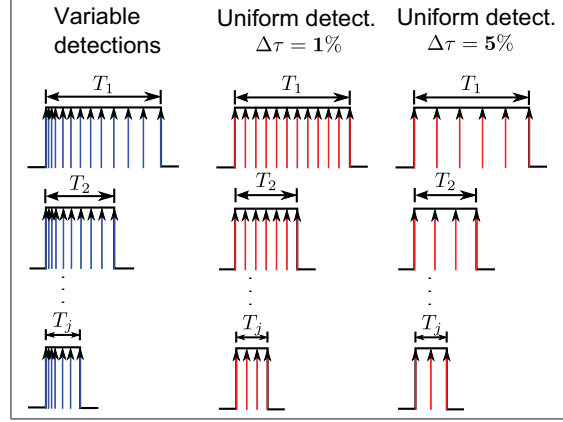 Variable Uniform detect. Uniform detect.
detections Δτ = 1% Δτ = 5%
T₁ T₁ T₁
T₂ T₂ T₂
Tⱼ Tⱼ Tⱼ